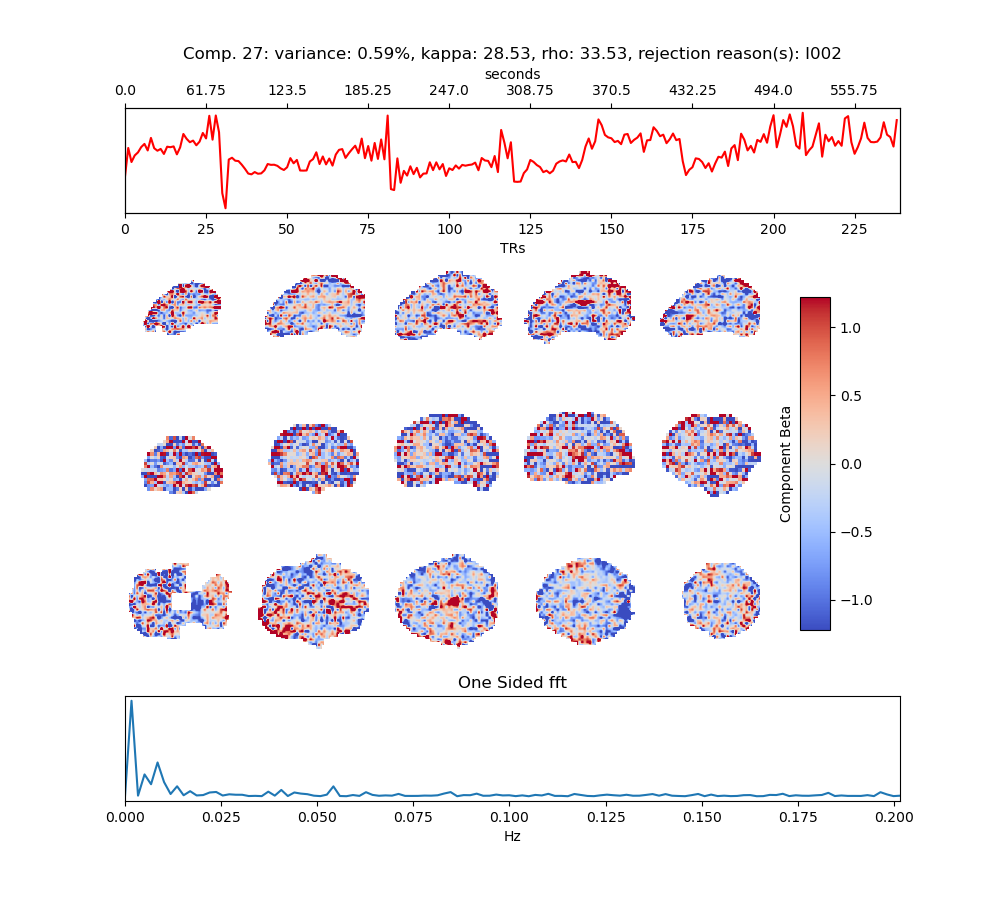 Comp. 27: variance: 0.59%, kappa: 28.53, rho: 33.53, rejection reason(s): I002
seconds
0.0 61.75 123.5 185.25 247.0 308.75 370.5 432.25 494.0 555.75
0 25 50 75 100 125 150 175 200 225
TRs
1.0
0.5
0.0
−0.5
−1.0
Component Beta
One Sided fft
0.000 0.025 0.050 0.075 0.100 0.125 0.150 0.175 0.200
Hz